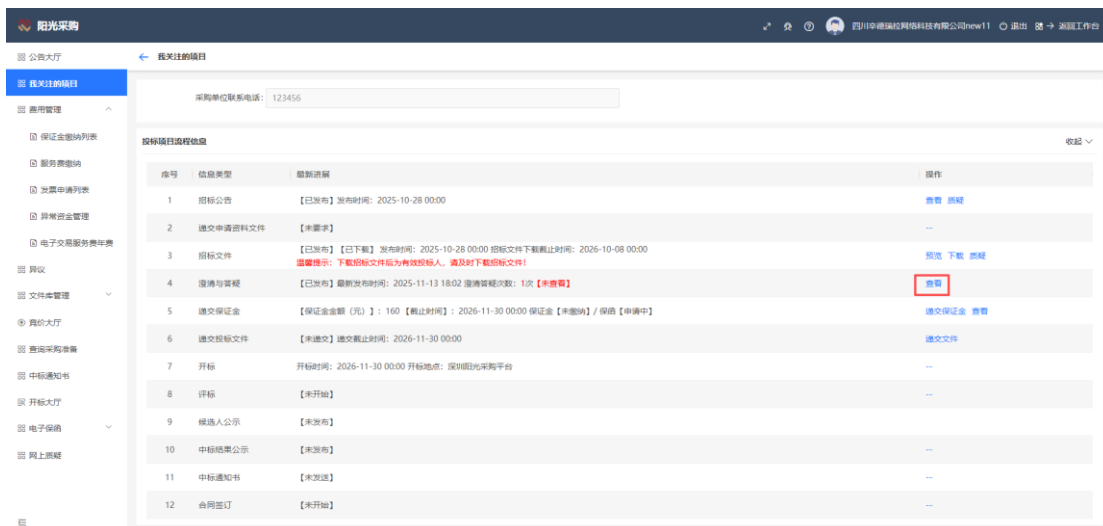 阳光采购
四川辛德瑞拉网络科技有限公司new11 退出 返回工作台
公告大厅
我关注的项目
费用管理
保证金缴纳列表
服务费缴纳
发票申请列表
异常资金管理
电子交易服务费年费
异议
文件库管理
竞价大厅
查询采购准备
中标通知书
开标大厅
电子保函
网上质疑
← 我关注的项目
采购单位联系电话: 123456
投标项目流程信息 收起
序号 信息类型 最新进展 操作
1 招标公告 【已发布】发布时间: 2025-10-28 00:00 查看 质疑
2 递交申请资料文件 【未要求】 --
3 招标文件 【已发布】【已下载】 发布时间: 2025-10-28 00:00 招标文件下载截止时间: 2026-10-08 00:00 预览 下载 质疑
温馨提示: 下载招标文件后为有效投标人，请及时下载招标文件!
4 澄清与答疑 【已发布】最新发布时间: 2025-11-13 18:02 澄清答疑次数: 1次【未查看】 查看
5 递交保证金 【保证金金额（元）】: 160 【截止时间】: 2026-11-30 00:00 保证金【未缴纳】/ 保函【申请中】 递交保证金 查看
6 递交投标文件 【未递交】递交截止时间: 2026-11-30 00:00 递交文件
7 开标 开标时间: 2026-11-30 00:00 开标地点: 深圳阳光采购平台 --
8 评标 【未开始】 --
9 候选人公示 【未发布】
10 中标结果公示 【未发布】 --
11 中标通知书 【未发送】 --
12 合同签订 【未开始】 --